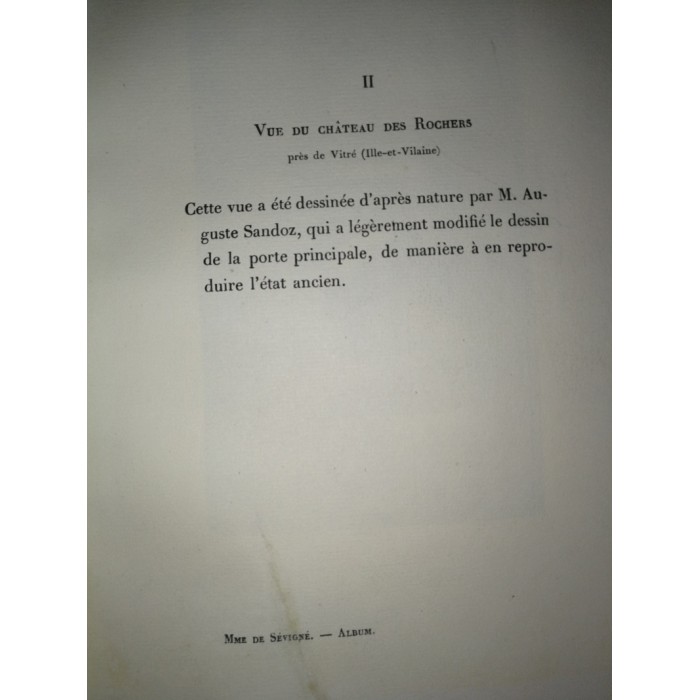 II
VUE DU CHÂTEAU DES ROCHERS
près de Vitré (Ille-et-Vilaine)
Cette vue a été dessinée d'après nature par M. Au-
guste Sandoz, qui a légèrement modifié le dessin
de la porte principale, de manière à en repro-
duire l'état ancien.
MME DE SÉVIGNÉ. — ALBUM.